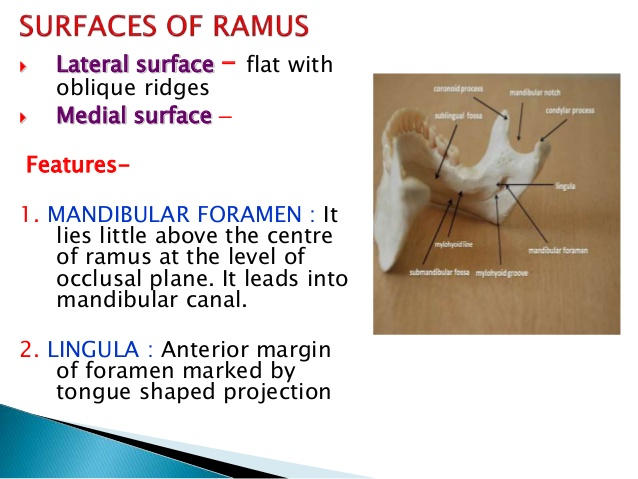 SURFACES OF RAMUS
Lateral surface – flat with
oblique ridges
Medial surface –
Features-
1. MANDIBULAR FORAMEN : It
lies little above the centre
of ramus at the level of
occlusal plane. It leads into
mandibular canal.
2. LINGULA : Anterior margin
of foramen marked by
tongue shaped projection
coronoid process
mandibular notch
condylar process
sublingual fossa
lingula
mylohyoid line
mandibular foramen
submandibular fossa
mylohyoid groove